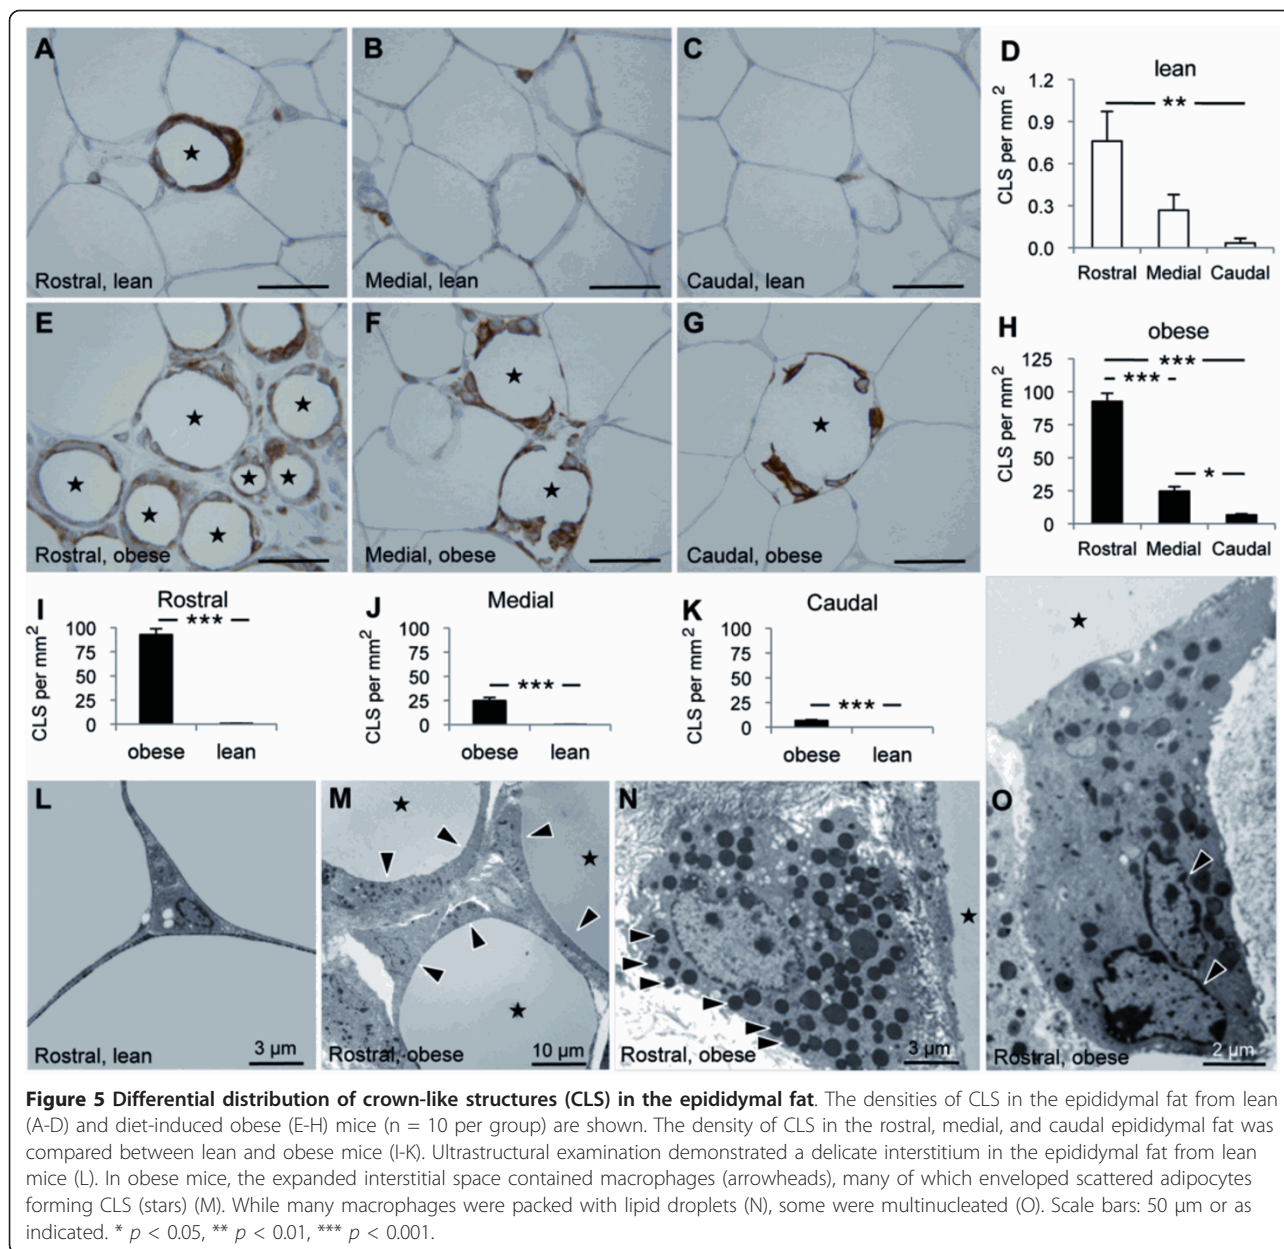 A
Rostral, lean
B
Medial, lean
C
Caudal, lean
D
lean
CLS per mm²
1.2
0.9
0.6
0.3
0.0
**
Rostral Medial Caudal
E
Rostral, obese
F
Medial, obese
G
Caudal, obese
H
obese
CLS per mm²
125
100
75
50
25
0
***
***
*
Rostral Medial Caudal
I
Rostral
CLS per mm²
100
75
50
25
0
***
obese lean
J
Medial
CLS per mm²
100
75
50
25
0
***
obese lean
K
Caudal
CLS per mm²
100
75
50
25
0
***
obese lean
L
Rostral, lean
3 µm
M
Rostral, obese
10 µm
N
Rostral, obese
3 µm
O
Rostral, obese
2 µm
Figure 5 Differential distribution of crown-like structures (CLS) in the epididymal fat. The densities of CLS in the epididymal fat from lean
(A-D) and diet-induced obese (E-H) mice (n = 10 per group) are shown. The density of CLS in the rostral, medial, and caudal epididymal fat was
compared between lean and obese mice (I-K). Ultrastructural examination demonstrated a delicate interstitium in the epididymal fat from lean
mice (L). In obese mice, the expanded interstitial space contained macrophages (arrowheads), many of which enveloped scattered adipocytes
forming CLS (stars) (M). While many macrophages were packed with lipid droplets (N), some were multinucleated (O). Scale bars: 50 µm or as
indicated. * p < 0.05, ** p < 0.01, *** p < 0.001.